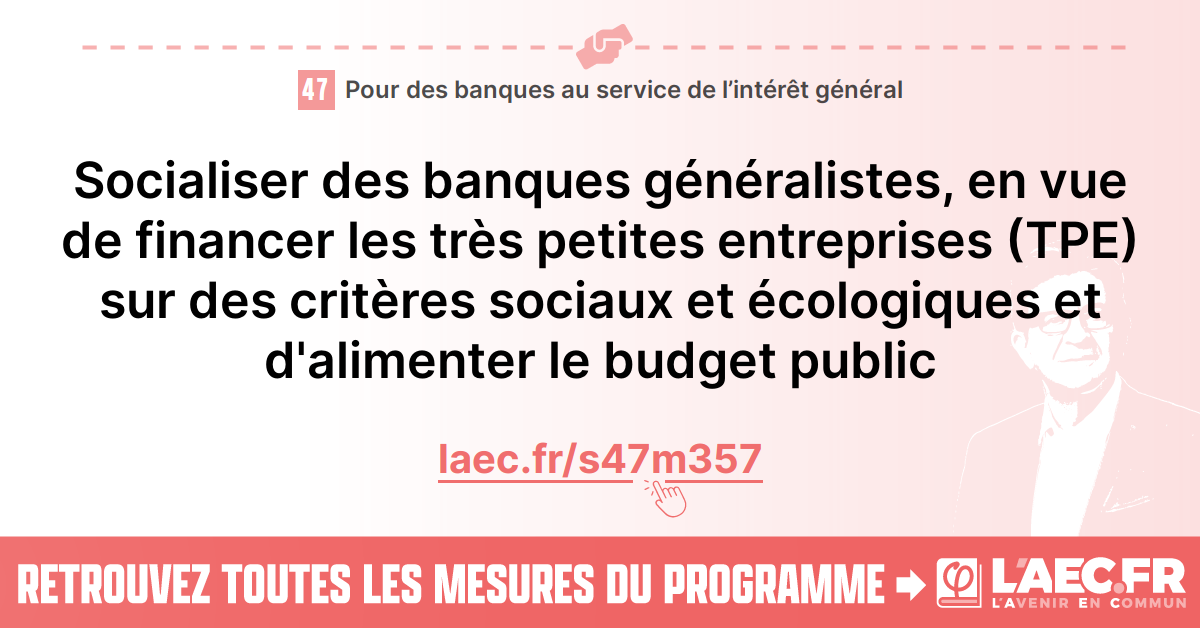 47 Pour des banques au service de l’intérêt général
Socialiser des banques généralistes, en vue
de financer les très petites entreprises (TPE)
sur des critères sociaux et écologiques et
d'alimenter le budget public
laec.fr/s47m357
RETROUVEZ TOUTES LES MESURES DU PROGRAMME
φ L'AEC.FR
L'AVENIR EN COMMUN